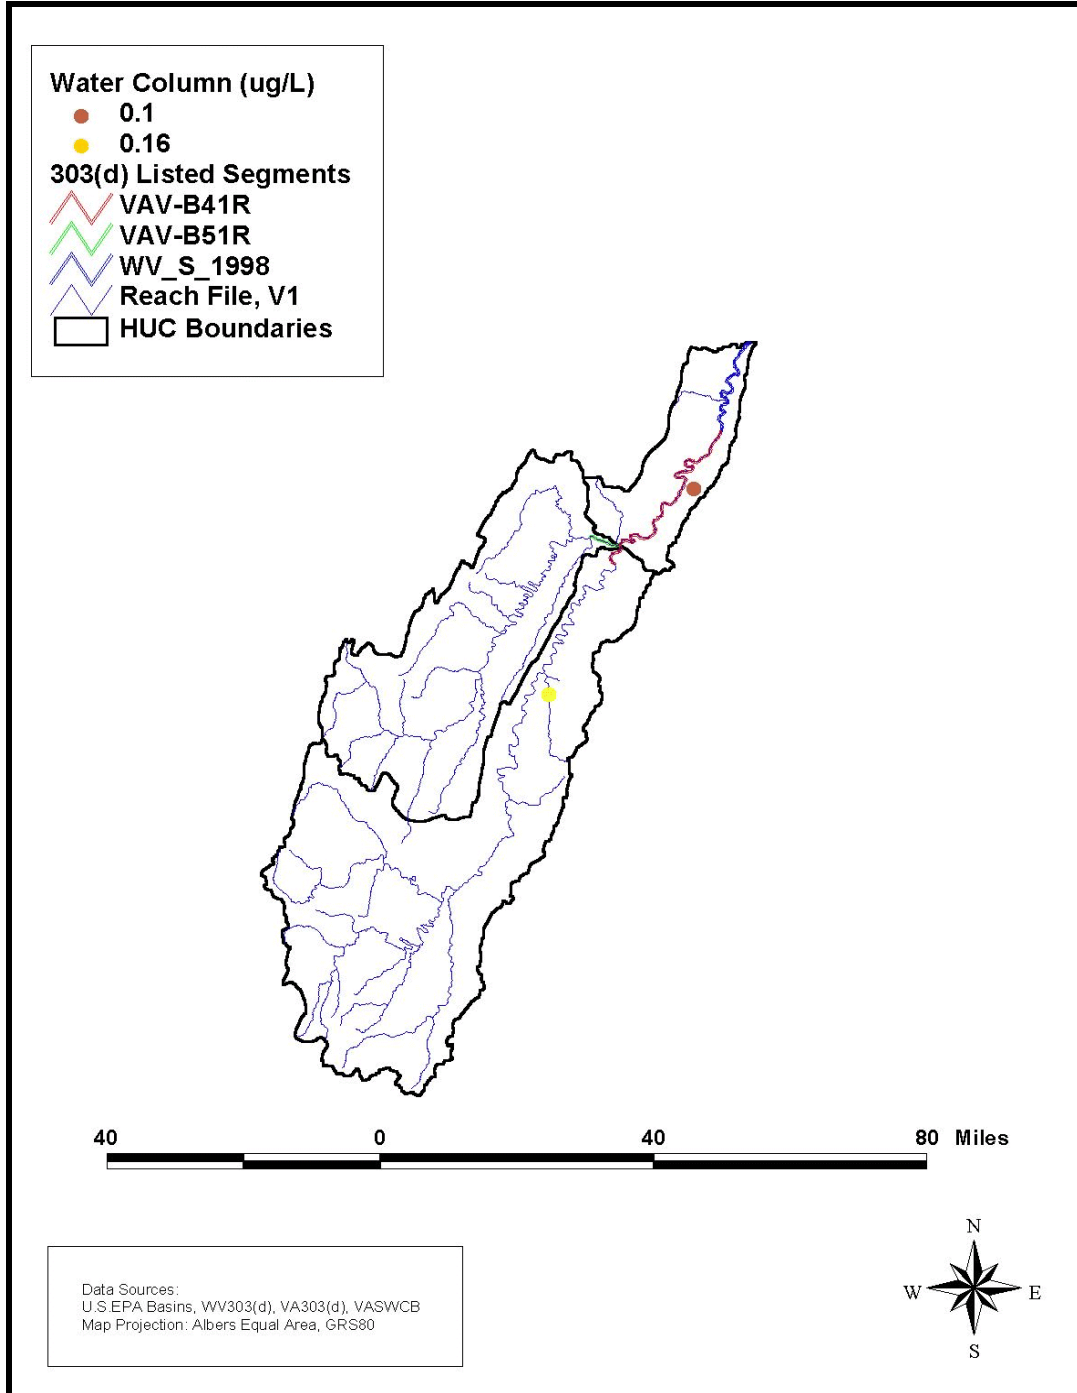 Water Column (ug/L)
0.1
0.16
303(d) Listed Segments
VAV-B41R
VAV-B51R
WV_S_1998
Reach File, V1
HUC Boundaries
40 0 40 80 Miles
N
W E
S
Data Sources:
U.S.EPA Basins, WV303(d), VA303(d), VASWCB
Map Projection: Albers Equal Area, GRS80